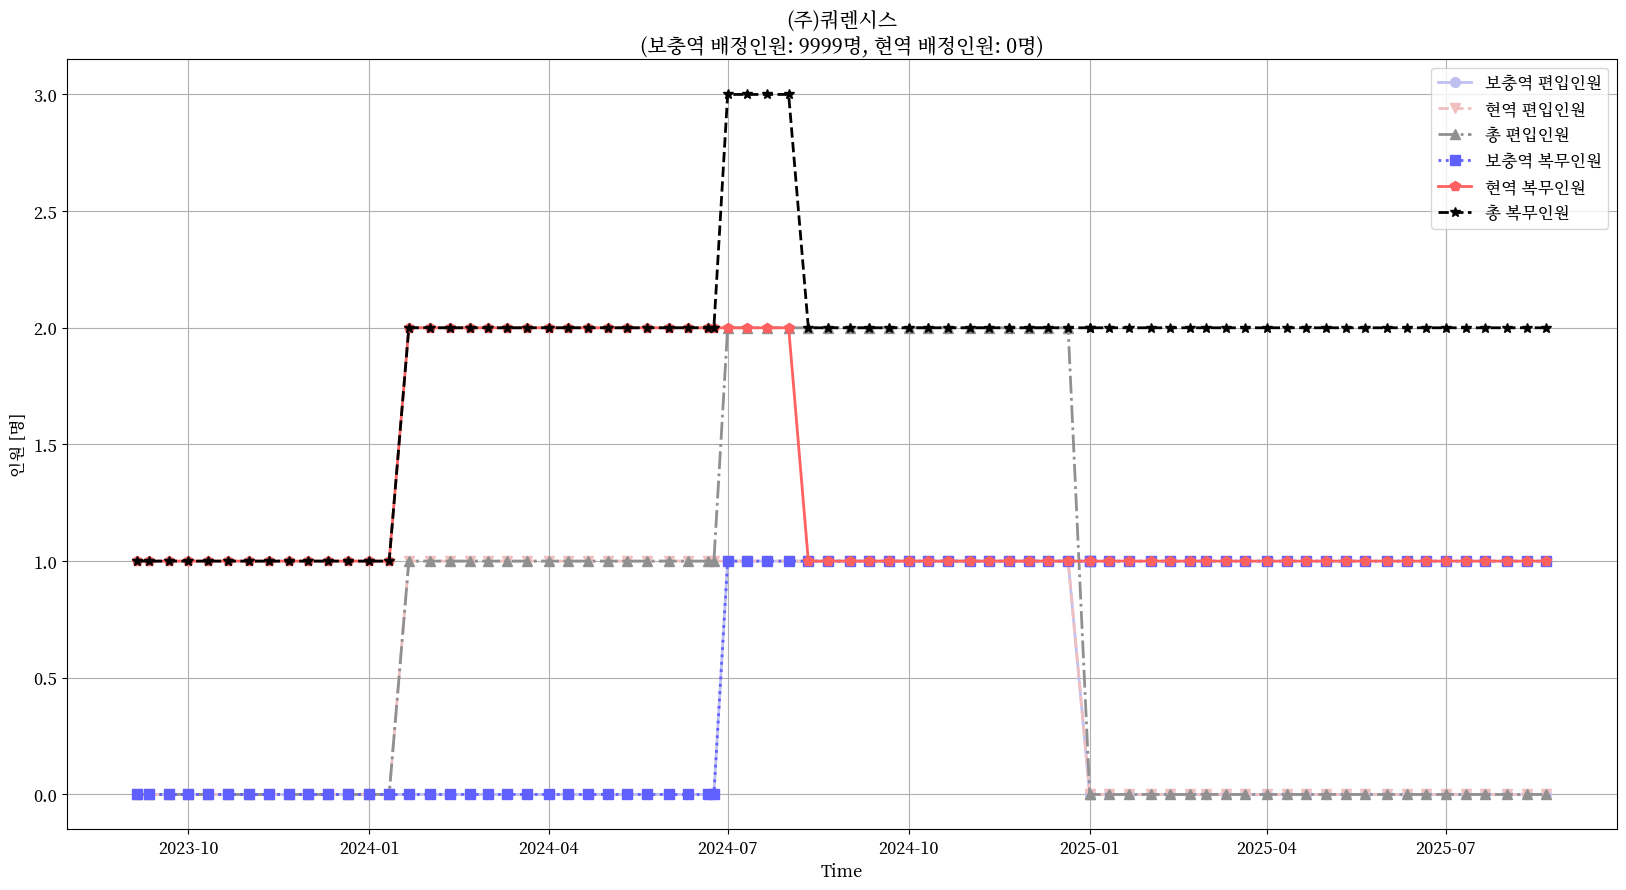 (주)쿼렌시스
(보충역 배정인원: 9999명, 현역 배정인원: 0명)
보충역 편입인원
현역 편입인원
총 편입인원
보충역 복무인원
현역 복무인원
총 복무인원
인원 [명]
3.0
2.5
2.0
1.5
1.0
0.5
0.0
2023-10 2024-01 2024-04 2024-07 2024-10 2025-01 2025-04 2025-07
Time